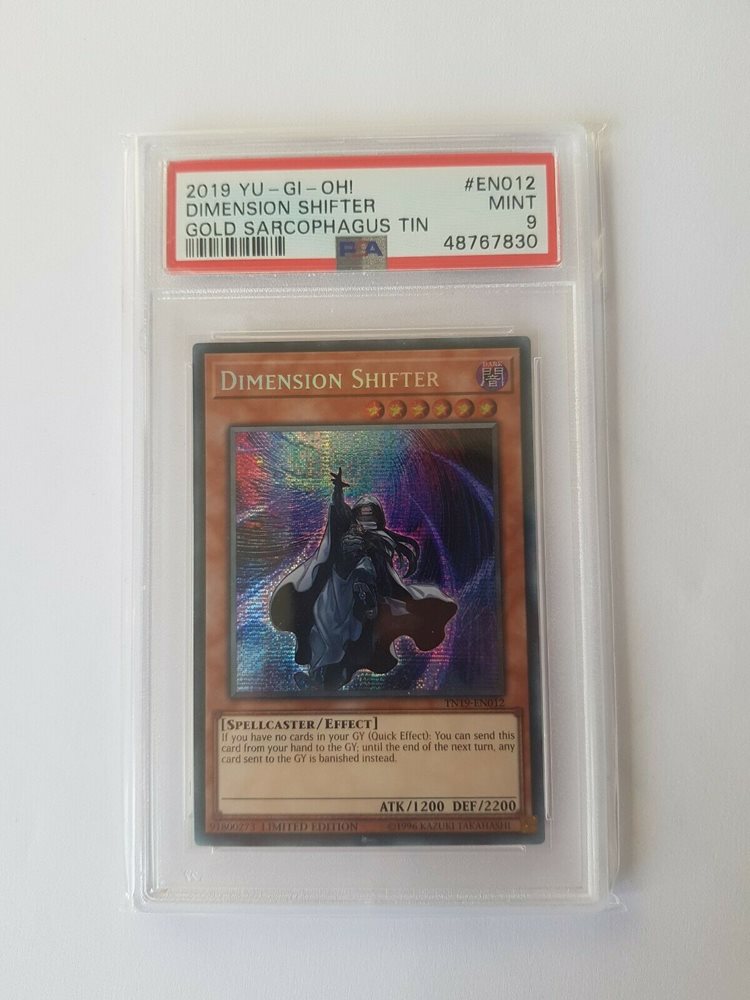 2019 YU-GI-OH! #EN012
DIMENSION SHIFTER MINT
GOLD SARCOPHAGUS TIN 9
PSA 48767830
DIMENSION SHIFTER
DARK
闇
TN19-EN012
[SPELLCASTER/EFFECT]
If you have no cards in your GY (Quick Effect): You can send this
card from your hand to the GY; until the end of the next turn, any
card sent to the GY is banished instead.
ATK/1200 DEF/2200
91800273 LIMITED EDITION ©1996 KAZUKI TAKAHASHI